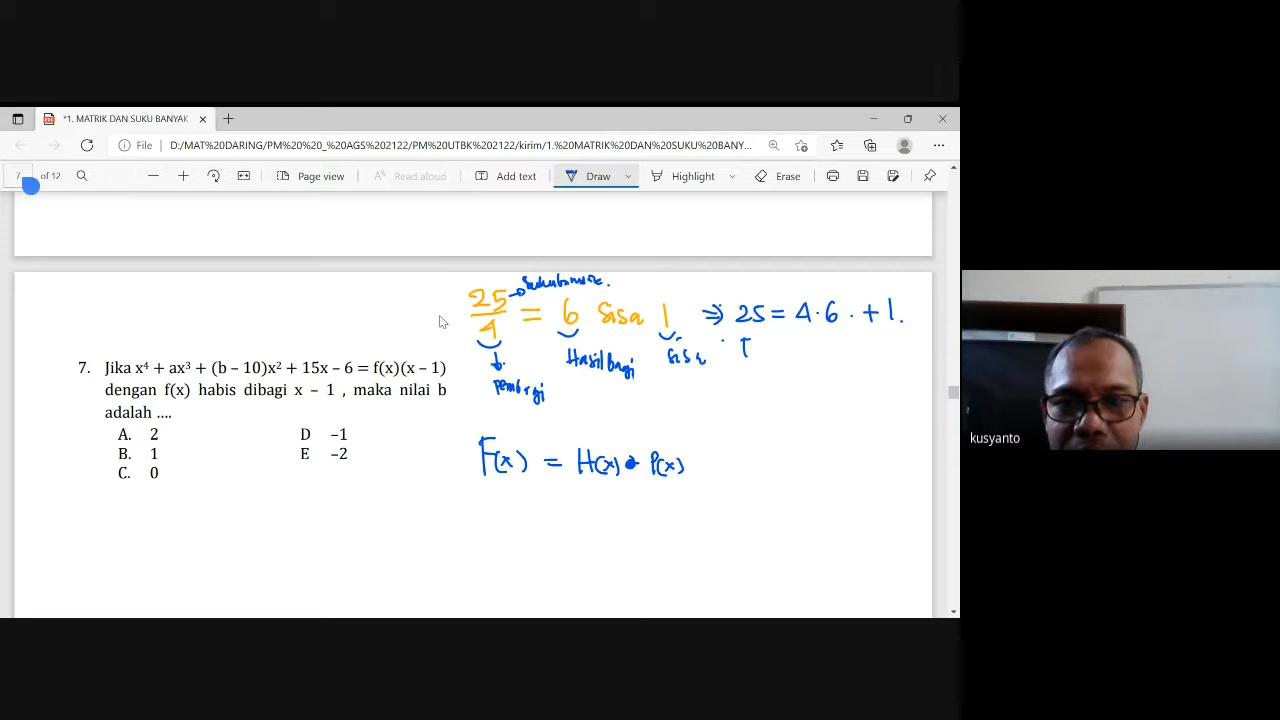 *1. MATRIK DAN SUKU BANYAK
File D:/MAT%20DARING/PM%20%20_%20AGS%202122/PM%20UTBK%202122/kirim/1.%20MATRIK%20DAN%20SUKU%20BANY...
7 of 12 Page view Read aloud Add text Draw Highlight Erase
25/4 = 6 sisa 1 ⇒ 25 = 4·6 · + 1.
Hasil bagi sisa
7. Jika x⁴ + ax³ + (b – 10)x² + 15x – 6 = f(x)(x – 1)
dengan f(x) habis dibagi x – 1 , maka nilai b
adalah ....
A. 2 D –1
B. 1 E –2
C. 0
F(x) = H(x) • P(x)
kusyanto